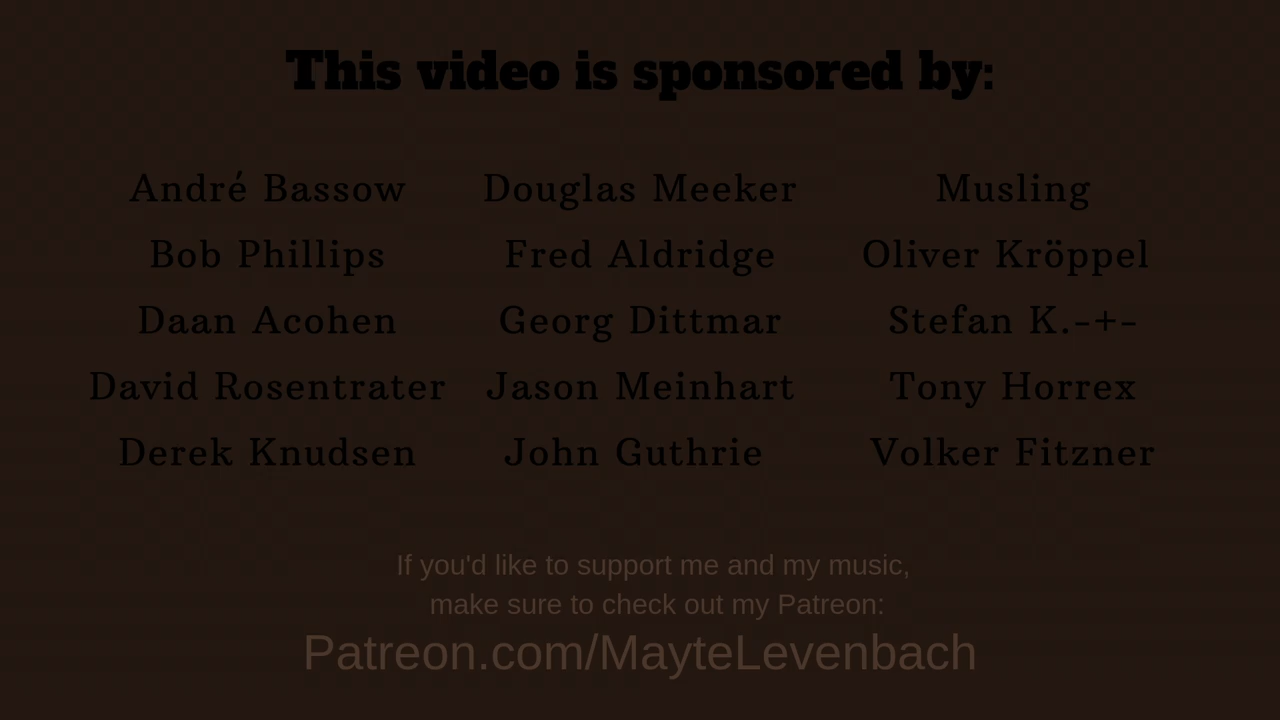 This video is sponsored by:
André Bassow
Bob Phillips
Daan Acohen
David Rosentrater
Derek Knudsen
Douglas Meeker
Fred Aldridge
Georg Dittmar
Jason Meinhart
John Guthrie
Musling
Oliver Kröppel
Stefan K.-+-
Tony Horrex
Volker Fitzner
If you'd like to support me and my music,
make sure to check out my Patreon:
Patreon.com/MayteLevenbach